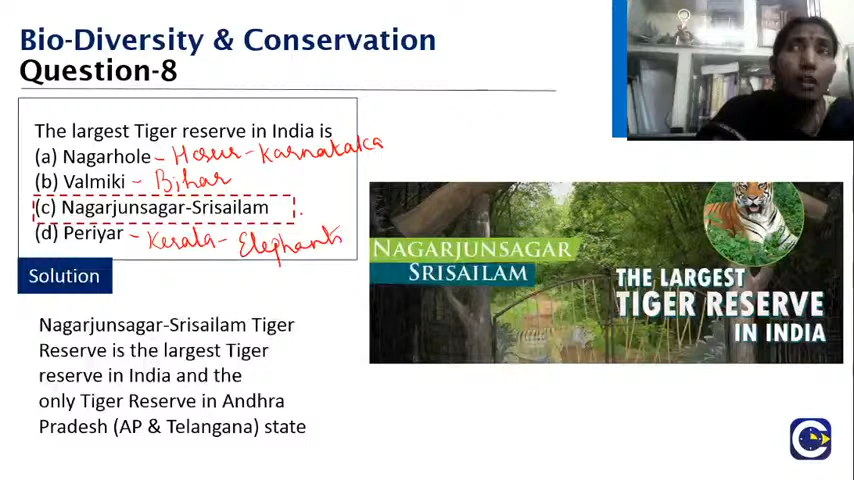 Bio-Diversity & Conservation
Question-8
The largest Tiger reserve in India is
(a) Nagarhole - Hosur - Karnataka
(b) Valmiki - Bihar
(c) Nagarjunsagar-Srisailam
(d) Periyar - Kerala - Elephants
Solution
Nagarjunsagar-Srisailam Tiger
Reserve is the largest Tiger
reserve in India and the
only Tiger Reserve in Andhra
Pradesh (AP & Telangana) state
NAGARJUNSAGAR
SRISAILAM
THE LARGEST
TIGER RESERVE
IN INDIA